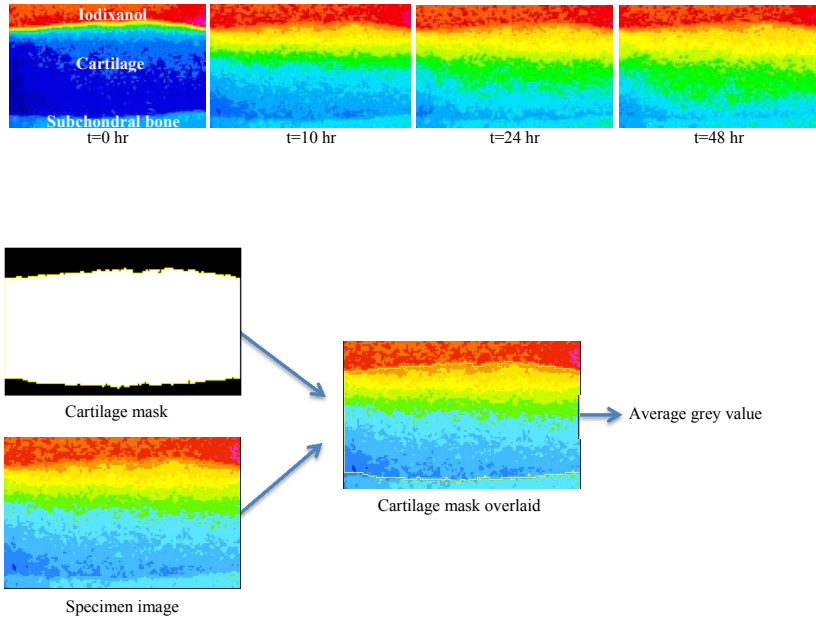 Iodixanol
Cartilage
Subchondral bone
t=0 hr
t=10 hr
t=24 hr
t=48 hr
Cartilage mask
Average grey value
Cartilage mask overlaid
Specimen image